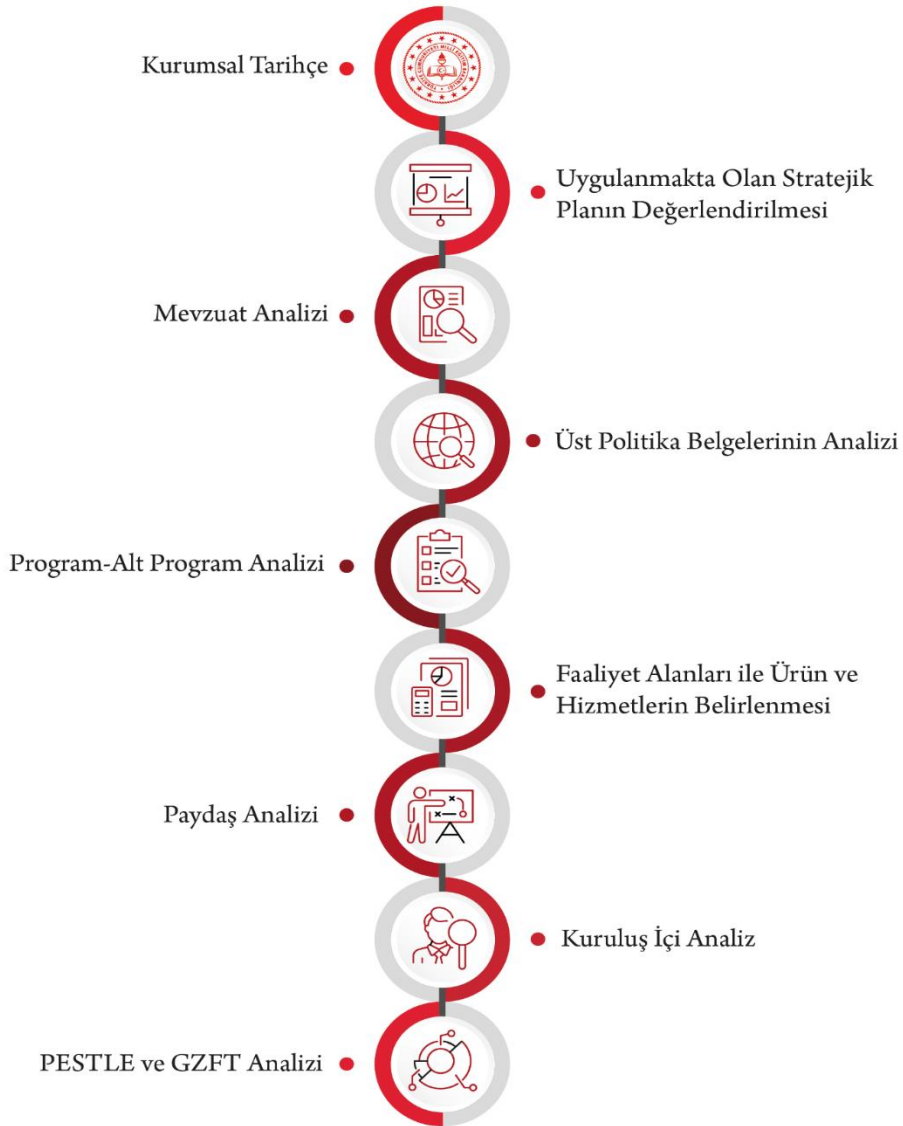 Kurumsal Tarihçe
Uygulanmakta Olan Stratejik
Planın Değerlendirilmesi
Mevzuat Analizi
Üst Politika Belgelerinin Analizi
Program-Alt Program Analizi
Faaliyet Alanları ile Ürün ve
Hizmetlerin Belirlenmesi
Paydaş Analizi
Kuruluş İçi Analiz
PESTLE ve GZFT Analizi